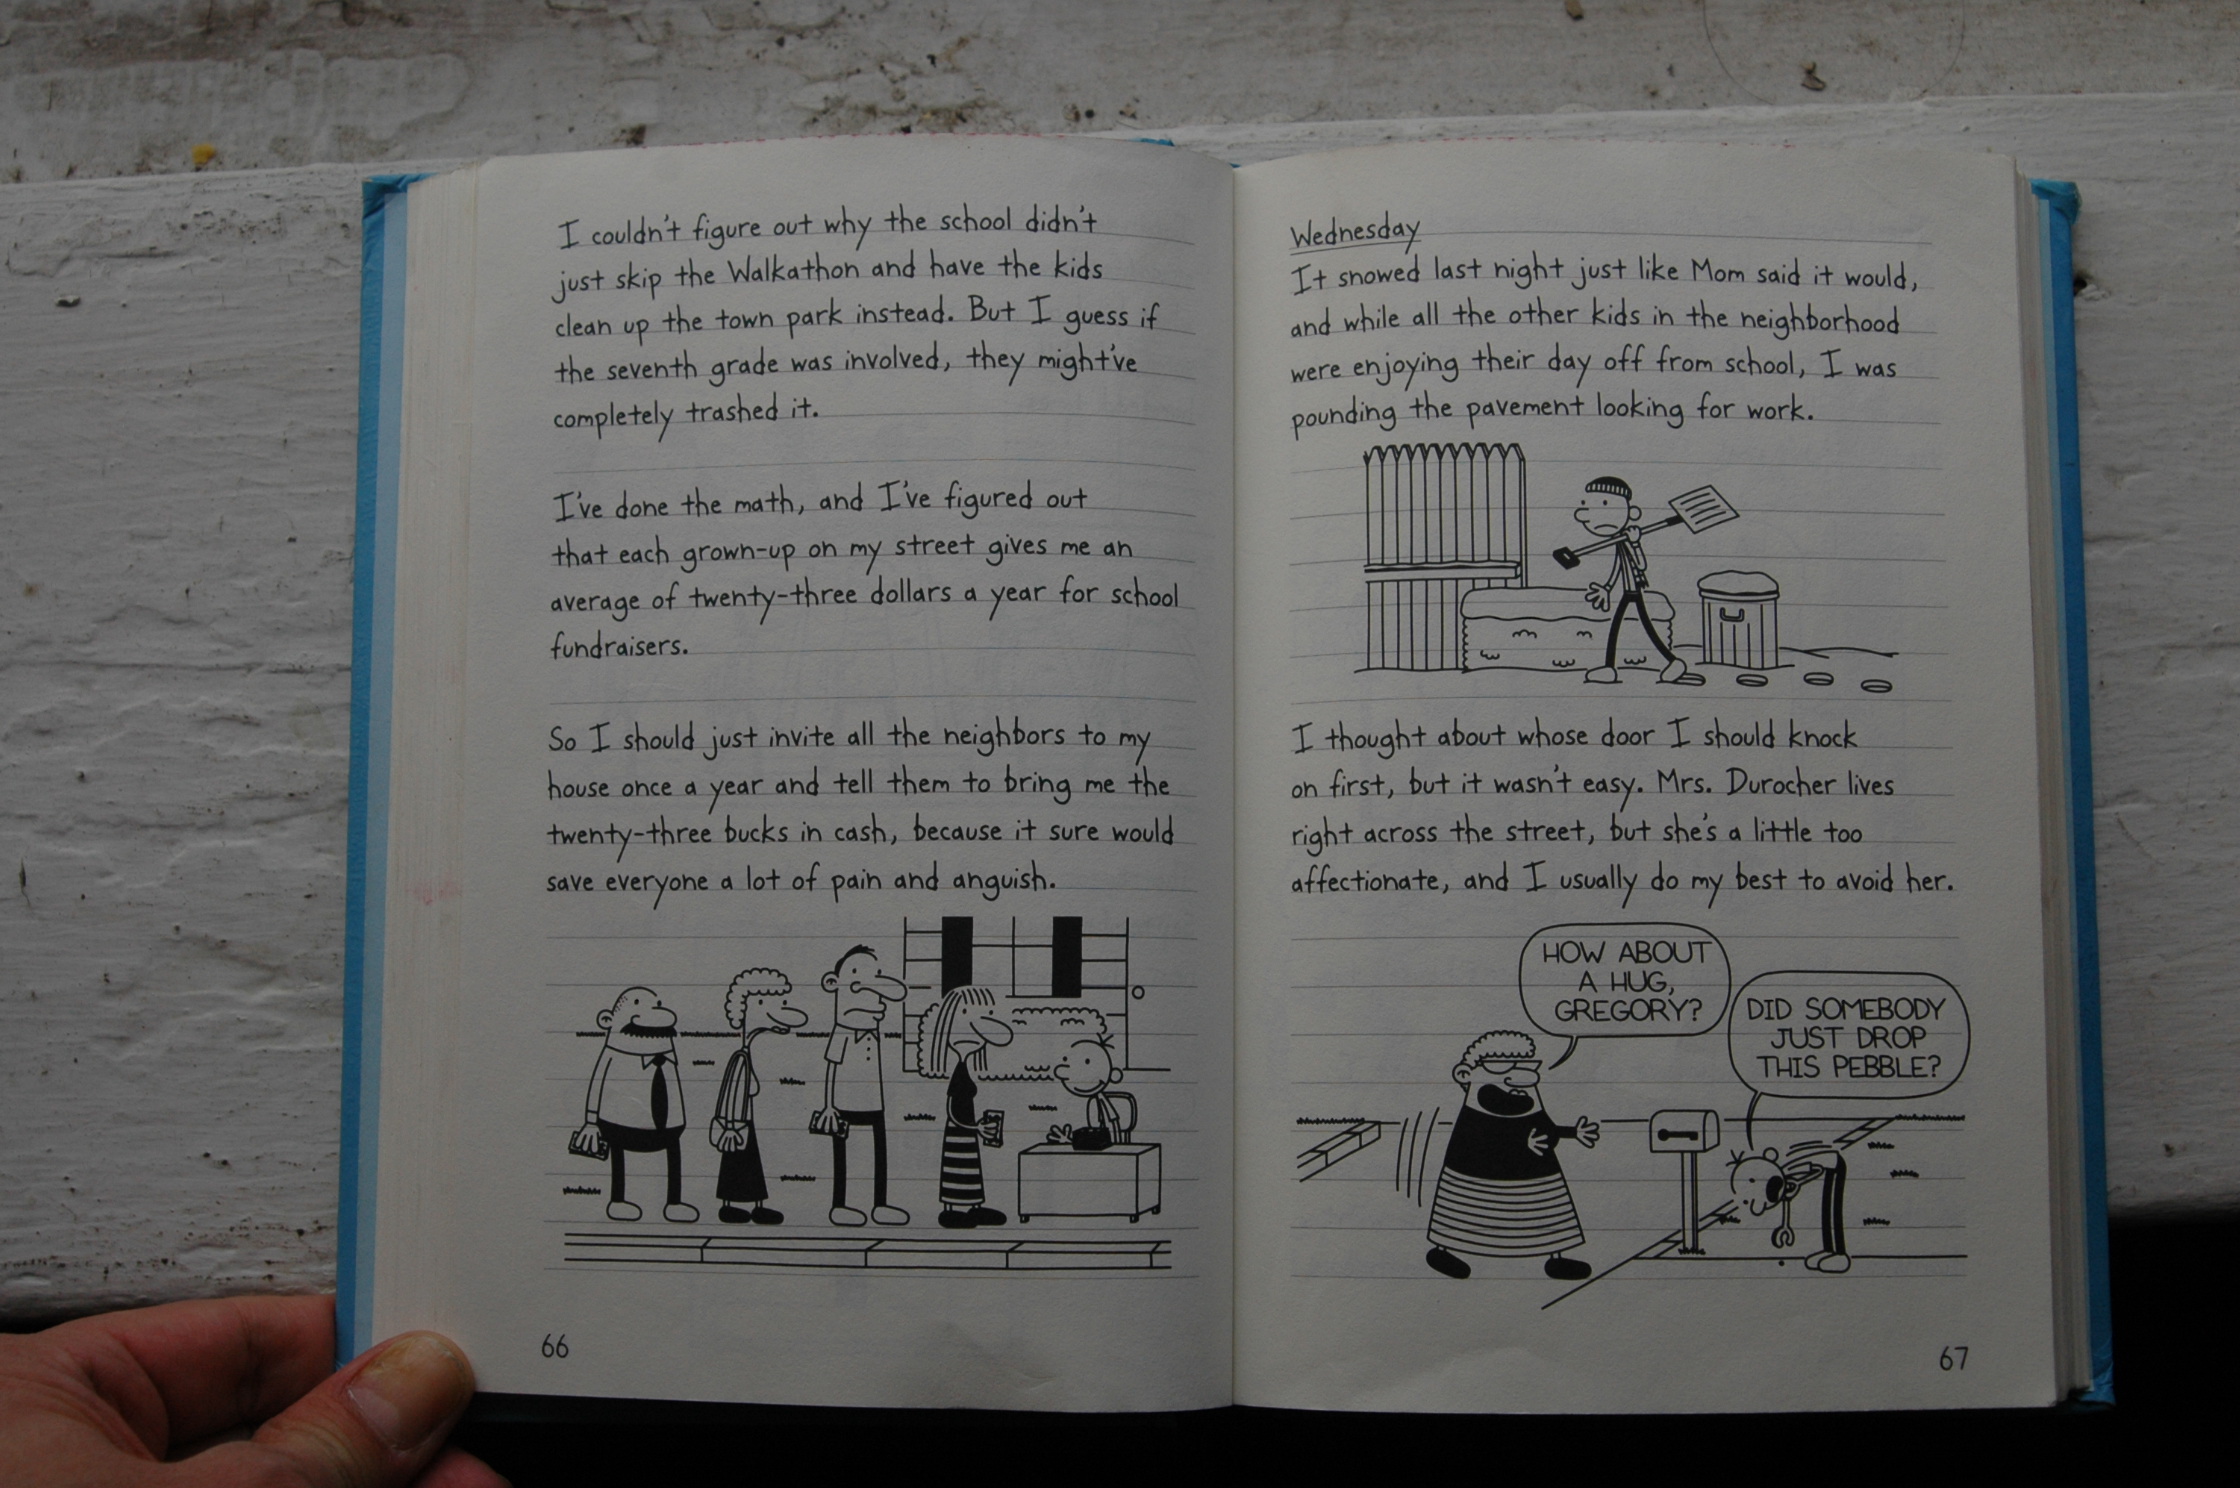 I couldn't figure out why the school didn't
just skip the Walkathon and have the kids
clean up the town park instead. But I guess if
the seventh grade was involved, they might've
completely trashed it.
I've done the math, and I've figured out
that each grown-up on my street gives me an
average of twenty-three dollars a year for school
fundraisers.
So I should just invite all the neighbors to my
house once a year and tell them to bring me the
twenty-three bucks in cash, because it sure would
save everyone a lot of pain and anguish.
66
Wednesday
It snowed last night just like Mom said it would,
and while all the other kids in the neighborhood
were enjoying their day off from school, I was
pounding the pavement looking for work.
I thought about whose door I should knock
on first, but it wasn't easy. Mrs. Durocher lives
right across the street, but she's a little too
affectionate, and I usually do my best to avoid her.
HOW ABOUT
A HUG,
GREGORY?
DID SOMEBODY
JUST DROP
THIS PEBBLE?
67